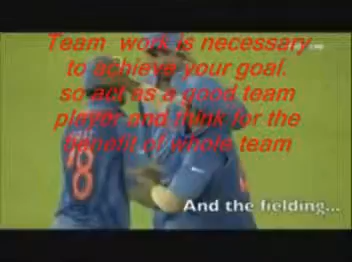 Team work is necessary
to achieve your goal.
so act as a good team
player and think for the
benefit of whole team
8
And the fielding...